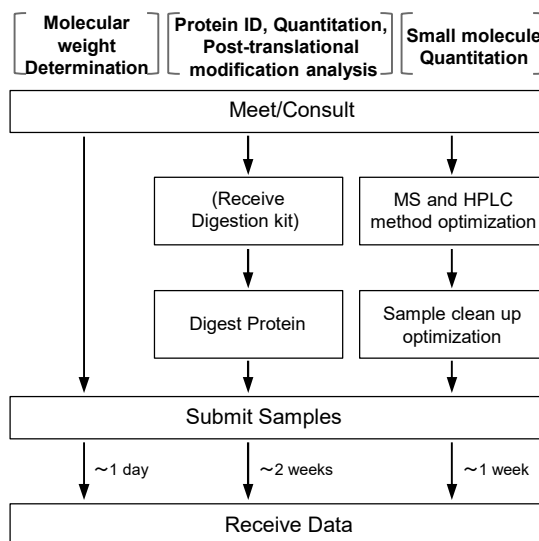 Molecular
weight
Determination
Protein ID, Quantitation,
Post-translational
modification analysis
Small molecule
Quantitation
Meet/Consult
(Receive
Digestion kit)
MS and HPLC
method optimization
Digest Protein
Sample clean up
optimization
Submit Samples
~1 day
~2 weeks
~1 week
Receive Data